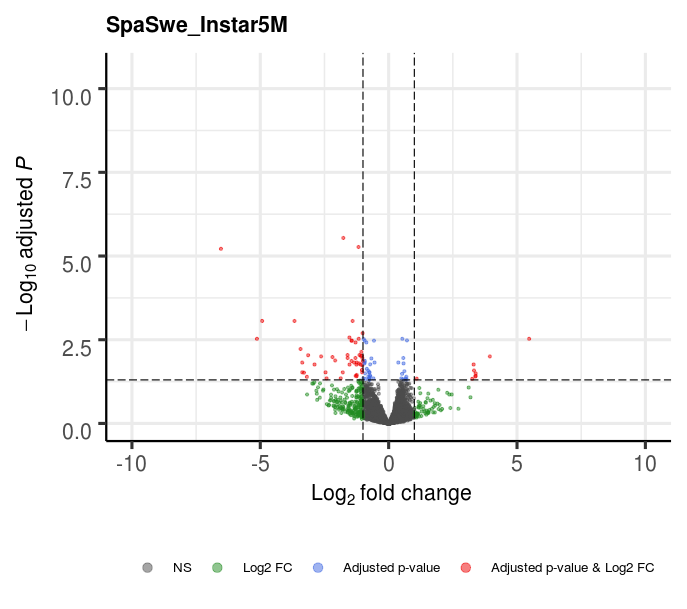 SpaSwe_Instar5M
−Log10 adjusted P
10.0
7.5
5.0
2.5
0.0
-10 -5 0 5 10
Log2 fold change
NS Log2 FC Adjusted p-value Adjusted p-value & Log2 FC